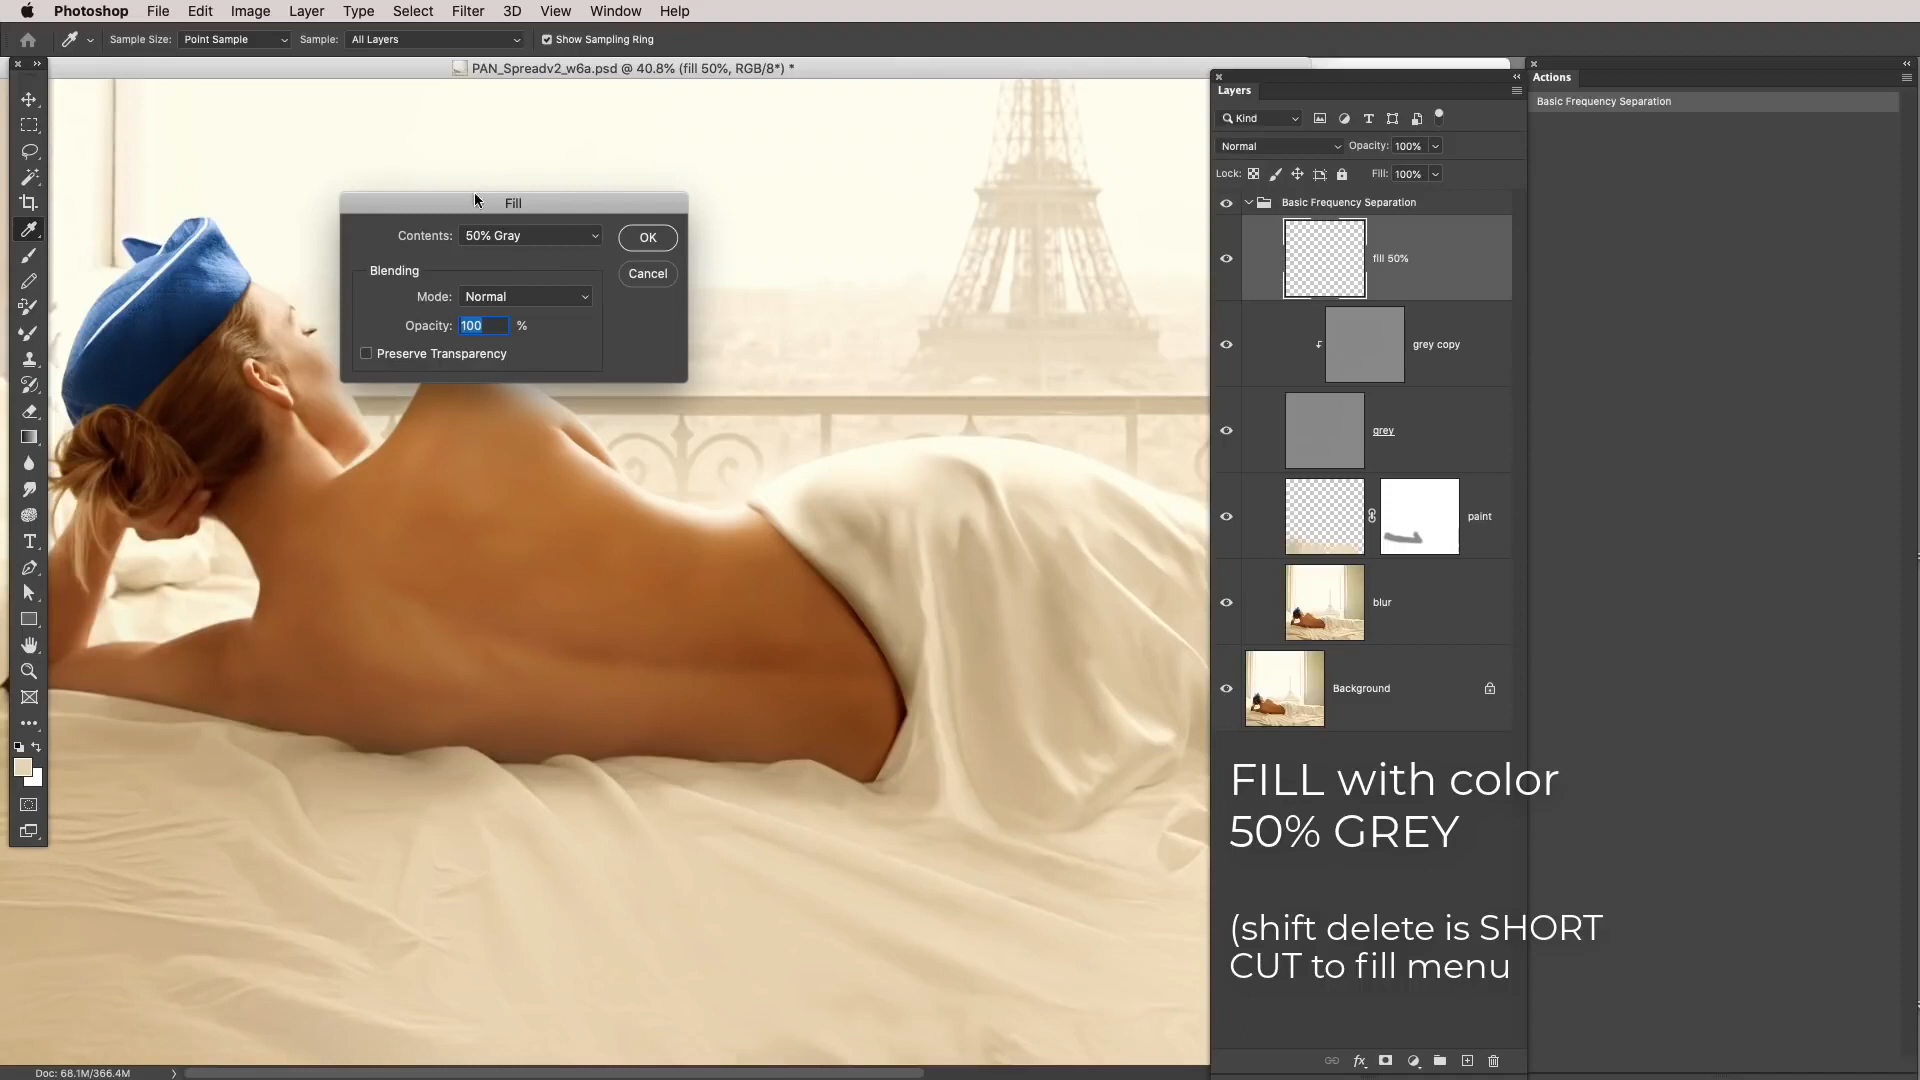 Photoshop File Edit Image Layer Type Select Filter 3D View Window Help
Sample Size: Point Sample Sample: All Layers Show Sampling Ring
PAN_Spreadv2_w6a.psd @ 40.8% (fill 50%, RGB/8*) *
Fill
Contents: 50% Gray
OK
Blending
Cancel
Mode: Normal
Opacity: 100 %
Preserve Transparency
Layers
Kind
Normal Opacity: 100%
Lock: Fill: 100%
Basic Frequency Separation
fill 50%
grey copy
grey
paint
blur
Background
Actions
Basic Frequency Separation
FILL with color
50% GREY
(shift delete is SHORT
CUT to fill menu
Doc: 68.1M/366.4M